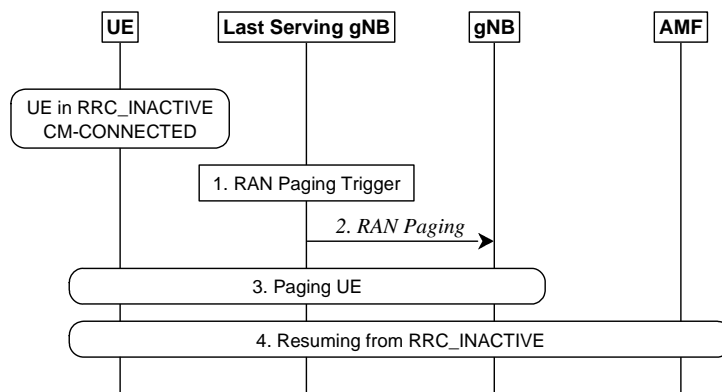 UE
Last Serving gNB
gNB
AMF
UE in RRC_INACTIVE
CM-CONNECTED
1. RAN Paging Trigger
2. RAN Paging
3. Paging UE
4. Resuming from RRC_INACTIVE